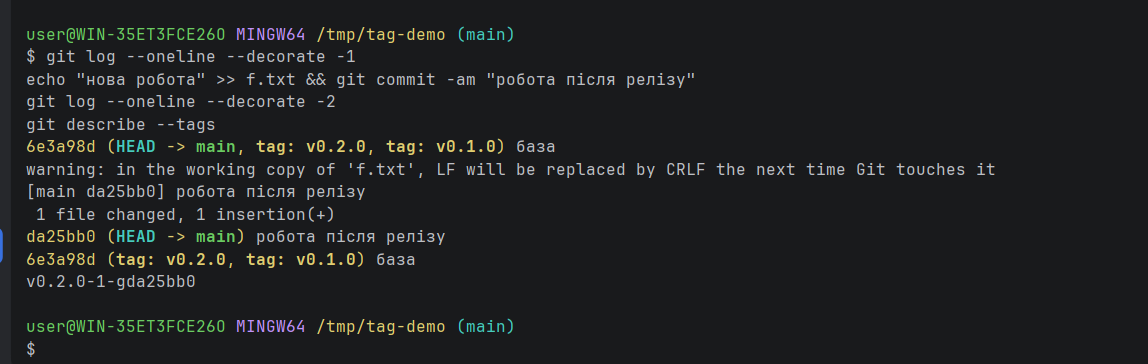 user@WIN-35ET3FCE26O MINGW64 /tmp/tag-demo (main)
$ git log --oneline --decorate -1
echo "нова робота" >> f.txt && git commit -am "робота після релізу"
git log --oneline --decorate -2
git describe --tags
6e3a98d (HEAD -> main, tag: v0.2.0, tag: v0.1.0) база
warning: in the working copy of 'f.txt', LF will be replaced by CRLF the next time Git touches it
[main da25bb0] робота після релізу
 1 file changed, 1 insertion(+)
da25bb0 (HEAD -> main) робота після релізу
6e3a98d (tag: v0.2.0, tag: v0.1.0) база
v0.2.0-1-gda25bb0
user@WIN-35ET3FCE26O MINGW64 /tmp/tag-demo (main)
$